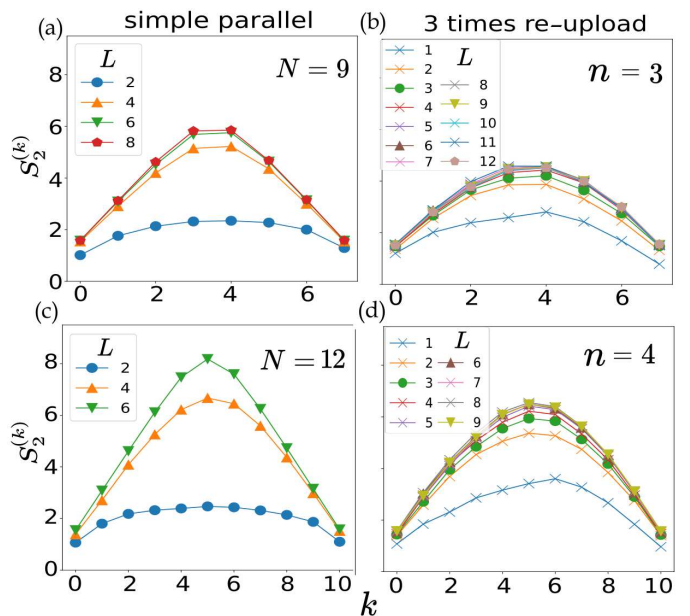 simple parallel
3 times re–upload
(a)
L
2
4
6
8
N = 9
S₂⁽ᵏ⁾
8
6
4
2
0
0 2 4 6
(b)
L
1
2
3
4
5
6
7
8
9
10
11
12
n = 3
0 2 4 6
(c)
L
2
4
6
N = 12
S₂⁽ᵏ⁾
8
6
4
2
0
0 2 4 6 8 10
(d)
L
1
2
3
4
5
6
7
8
9
n = 4
0 2 4 6 8 10
k